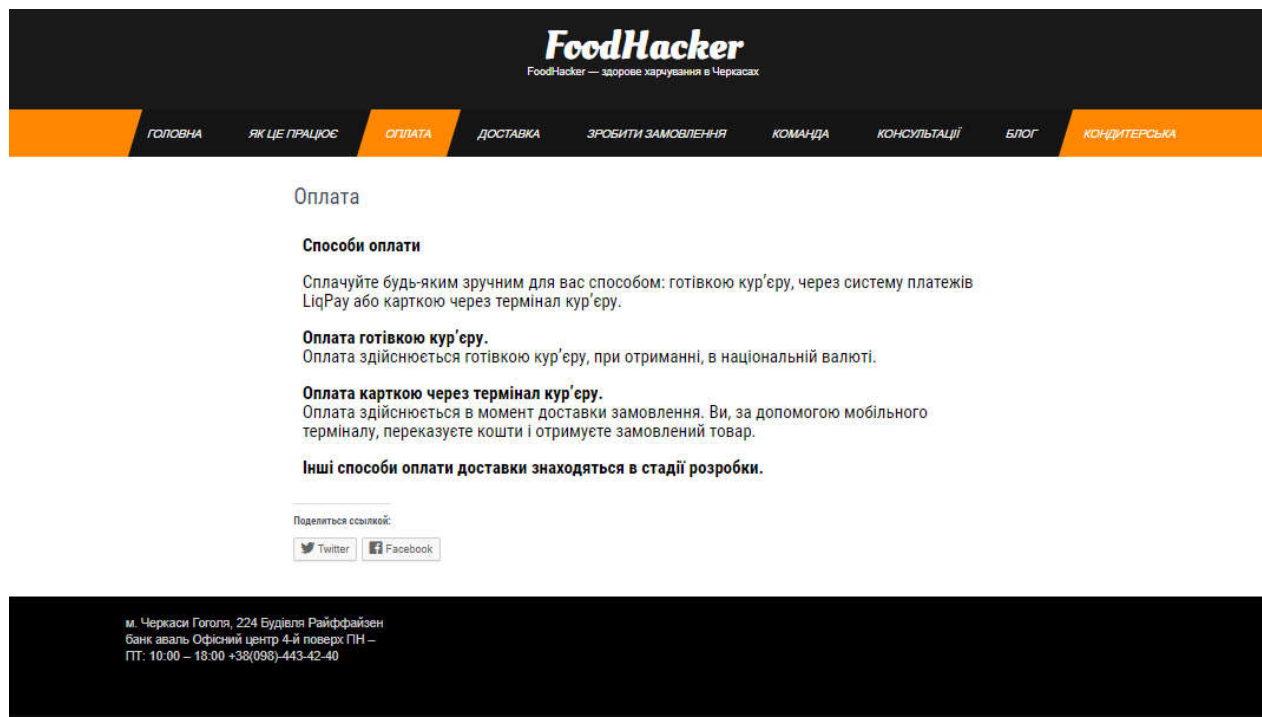 FoodHacker
FoodHacker — здорове харчування в Черкасах
ГОЛОВНА ЯК ЦЕ ПРАЦЮЄ ОПЛАТА ДОСТАВКА ЗРОБИТИ ЗАМОВЛЕННЯ КОМАНДА КОНСУЛЬТАЦІЇ БЛОГ КОНДИТЕРСЬКА
Оплата
Способи оплати
Сплачуйте будь-яким зручним для вас способом: готівкою кур’єру, через систему платежів
LiqPay або карткою через термінал кур’єру.
Оплата готівкою кур’єру.
Оплата здійснюється готівкою кур’єру, при отриманні, в національній валюті.
Оплата карткою через термінал кур’єру.
Оплата здійснюється в момент доставки замовлення. Ви, за допомогою мобільного
терміналу, переказуєте кошти і отримуєте замовлений товар.
Інші способи оплати доставки знаходяться в стадії розробки.
Поделиться ссылкой:
Twitter Facebook
м. Черкаси Гоголя, 224 Будівля Райффайзен
банк аваль Офісний центр 4-й поверх ПН –
ПТ: 10:00 – 18:00 +38(098)-443-42-40